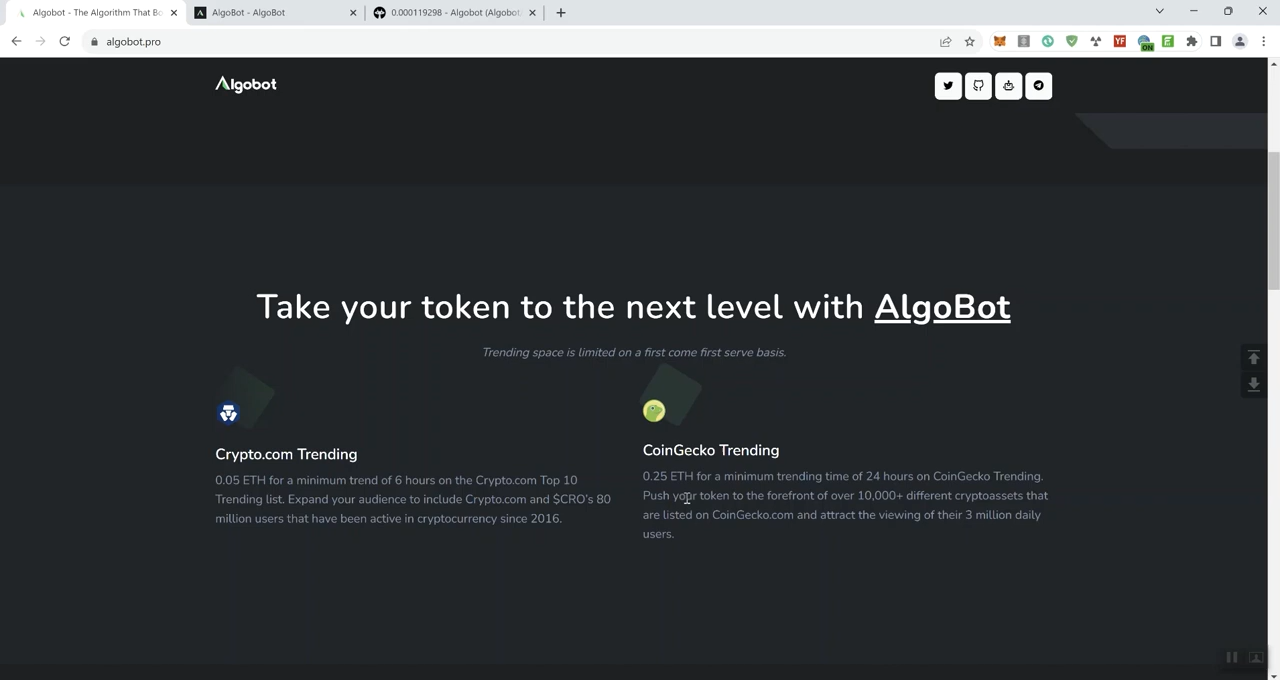 Algobot - The Algorithm That Bo
AlgoBot - AlgoBot
0.000119298 - Algobot (Algobot
algobot.pro
YF
ON
Algobot
Take your token to the next level with AlgoBot
Trending space is limited on a first come first serve basis.
Crypto.com Trending
0.05 ETH for a minimum trend of 6 hours on the Crypto.com Top 10
Trending list. Expand your audience to include Crypto.com and $CRO's 80
million users that have been active in cryptocurrency since 2016.
CoinGecko Trending
0.25 ETH for a minimum trending time of 24 hours on CoinGecko Trending.
Push your token to the forefront of over 10,000+ different cryptoassets that
are listed on CoinGecko.com and attract the viewing of their 3 million daily
users.